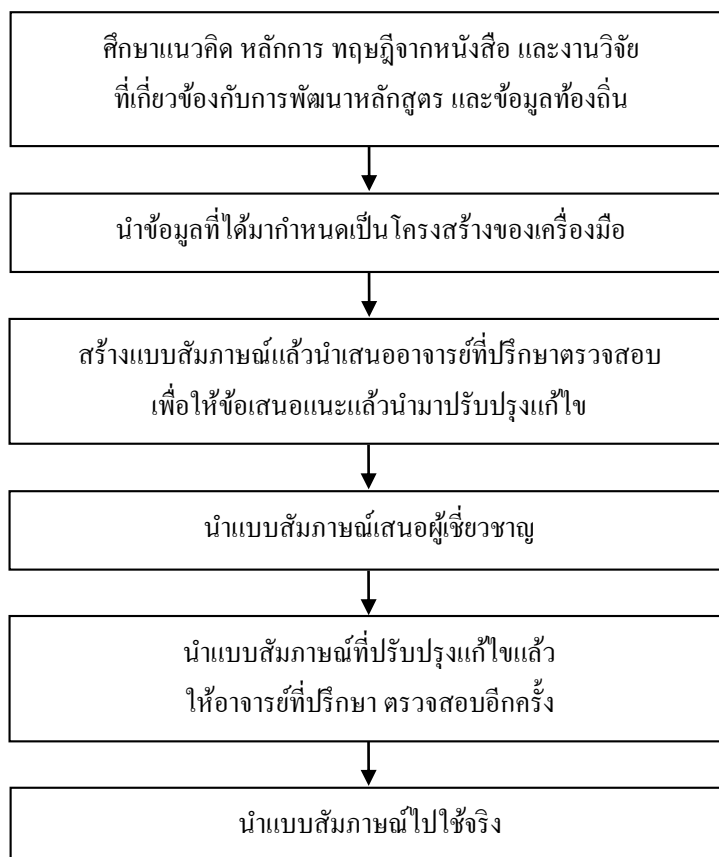 ศึกษาแนวคิด หลักการ ทฤษฎีจากหนังสือ และงานวิจัย
ที่เกี่ยวข้องกับการพัฒนาหลักสูตร และข้อมูลท้องถิ่น
นำข้อมูลที่ได้มากำหนดเป็นโครงสร้างของเครื่องมือ
สร้างแบบสัมภาษณ์แล้วนำเสนออาจารย์ที่ปรึกษาตรวจสอบ
เพื่อให้ข้อเสนอแนะแล้วนำมาปรับปรุงแก้ไข
นำแบบสัมภาษณ์เสนอผู้เชี่ยวชาญ
นำแบบสัมภาษณ์ที่ปรับปรุงแก้ไขแล้ว
ให้อาจารย์ที่ปรึกษา ตรวจสอบอีกครั้ง
นำแบบสัมภาษณ์ไปใช้จริง